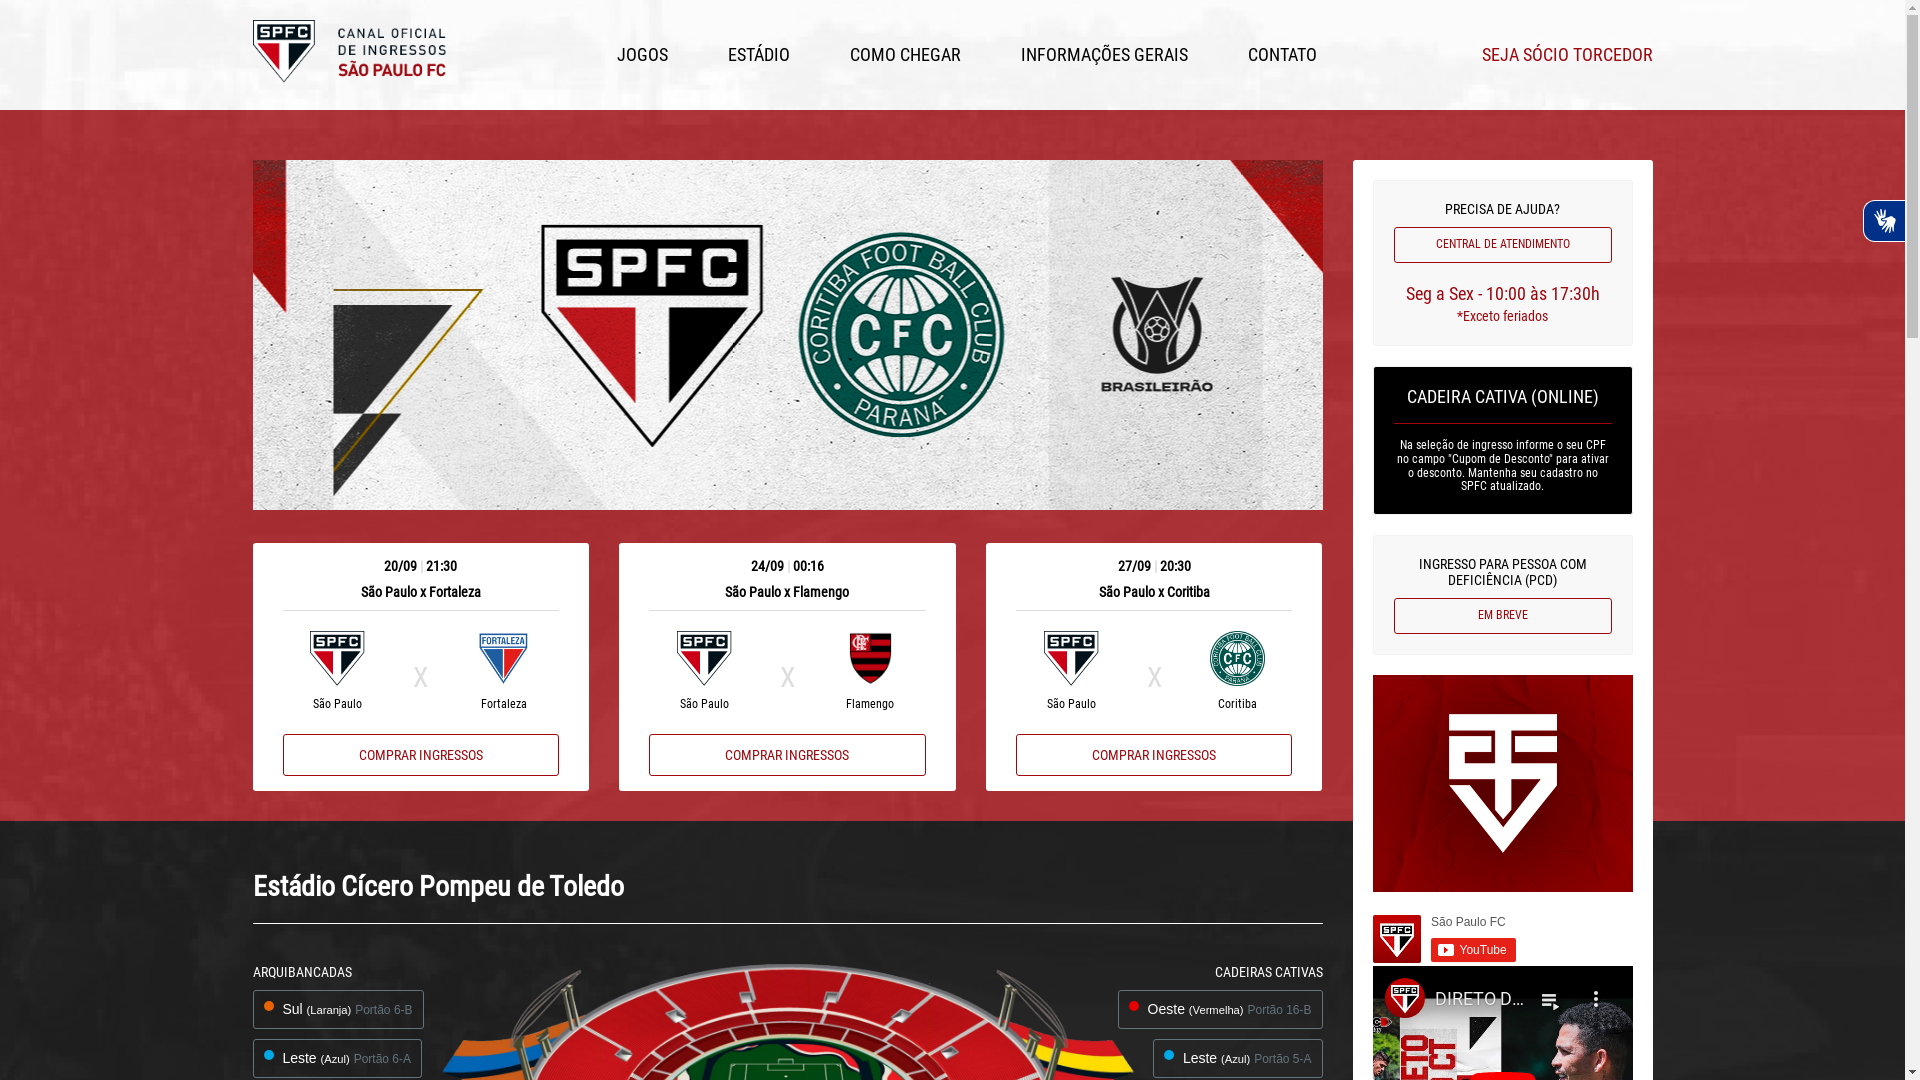 SPFC
CANAL OFICIAL
DE INGRESSOS
SÃO PAULO FC
JOGOS
ESTÁDIO
COMO CHEGAR
INFORMAÇÕES GERAIS
CONTATO
SEJA SÓCIO TORCEDOR
SPFC
CORITIBA FOOT BALL CLUB
CFC
PARANÁ
BRASILEIRÃO
20/09 | 21:30
São Paulo x Fortaleza
SPFC
X
FORTALEZA
São Paulo
Fortaleza
COMPRAR INGRESSOS
24/09 | 00:16
São Paulo x Flamengo
SPFC
X
São Paulo
Flamengo
COMPRAR INGRESSOS
27/09 | 20:30
São Paulo x Coritiba
SPFC
X
CFC
São Paulo
Coritiba
COMPRAR INGRESSOS
PRECISA DE AJUDA?
CENTRAL DE ATENDIMENTO
Seg a Sex - 10:00 às 17:30h
*Exceto feriados
CADEIRA CATIVA (ONLINE)
Na seleção de ingresso informe o seu CPF
no campo "Cupom de Desconto" para ativar
o desconto. Mantenha seu cadastro no
SPFC atualizado.
INGRESSO PARA PESSOA COM
DEFICIÊNCIA (PCD)
EM BREVE
SPFC
São Paulo FC
YouTube
SPFC
DIRETO D...
Estádio Cícero Pompeu de Toledo
ARQUIBANCADAS
Sul (Laranja) Portão 6-B
Leste (Azul) Portão 6-A
CADEIRAS CATIVAS
Oeste (Vermelha) Portão 16-B
Leste (Azul) Portão 5-A